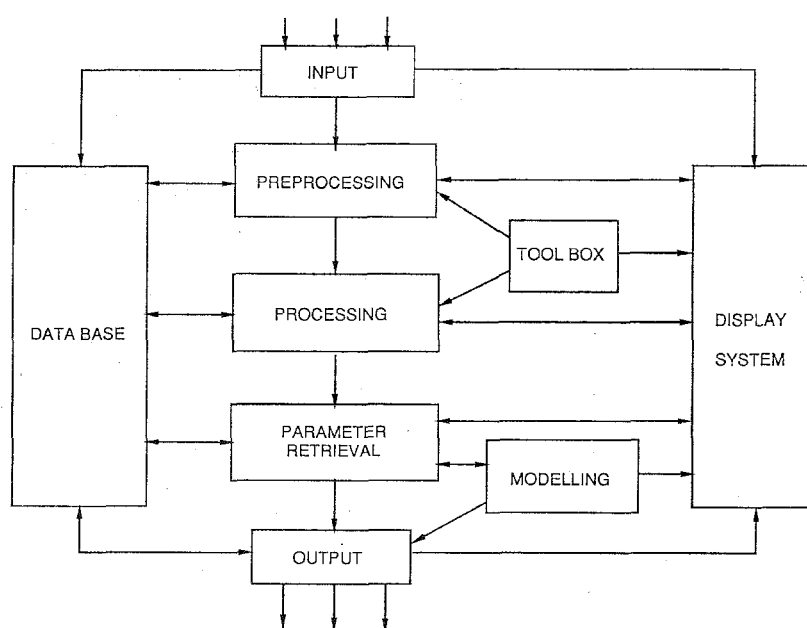 INPUT
PREPROCESSING
TOOL BOX
PROCESSING
DATA BASE
DISPLAY
SYSTEM
PARAMETER
RETRIEVAL
MODELLING
OUTPUT